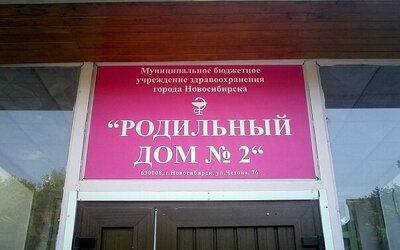 Муниципальное бюджетное
учреждение здравоохранения
города Новосибирска
“РОДИЛЬНЫЙ
ДОМ № 2“
630008, г.Новосибирск, ул.Чехова, 76